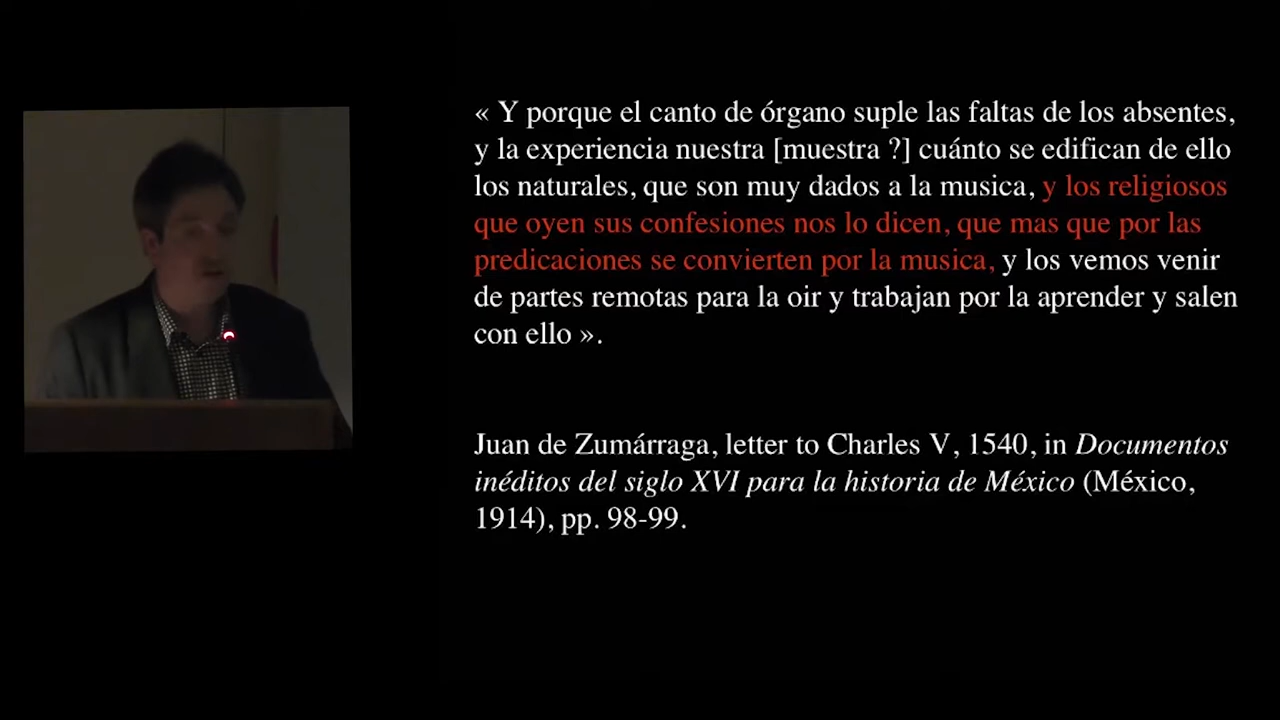 « Y porque el canto de órgano suple las faltas de los absentes,
y la experiencia nuestra [muestra ?] cuánto se edifican de ello
los naturales, que son muy dados a la musica, y los religiosos
que oyen sus confesiones nos lo dicen, que mas que por las
predicaciones se convierten por la musica, y los vemos venir
de partes remotas para la oir y trabajan por la aprender y salen
con ello ».
Juan de Zumárraga, letter to Charles V, 1540, in Documentos
inéditos del siglo XVI para la historia de México (México,
1914), pp. 98-99.